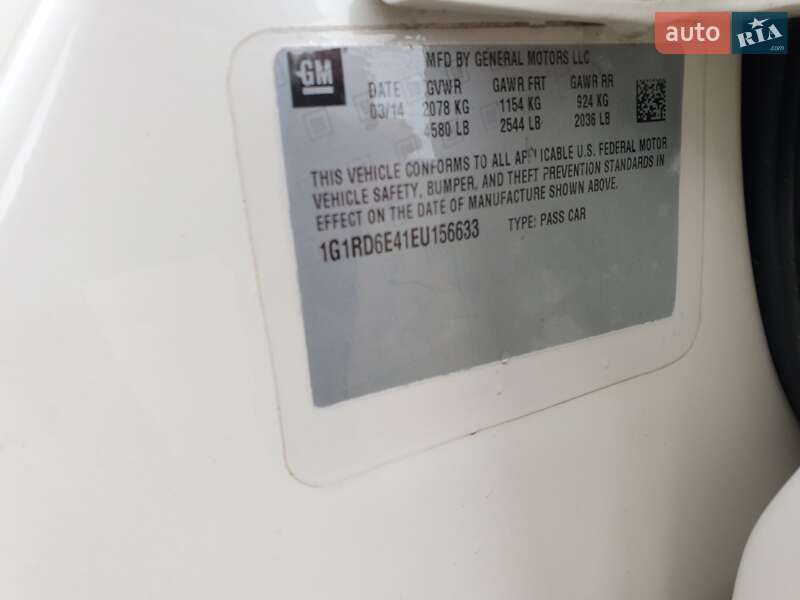 auto RIA
.com
GM
MFD BY GENERAL MOTORS LLC
DATE GVWR GAWR FRT GAWR RR
03/14 2078 KG 1154 KG 924 KG
4580 LB 2544 LB 2036 LB
THIS VEHICLE CONFORMS TO ALL APPLICABLE U.S. FEDERAL MOTOR
VEHICLE SAFETY, BUMPER, AND THEFT PREVENTION STANDARDS IN
EFFECT ON THE DATE OF MANUFACTURE SHOWN ABOVE.
1G1RD6E41EU156633 TYPE: PASS CAR